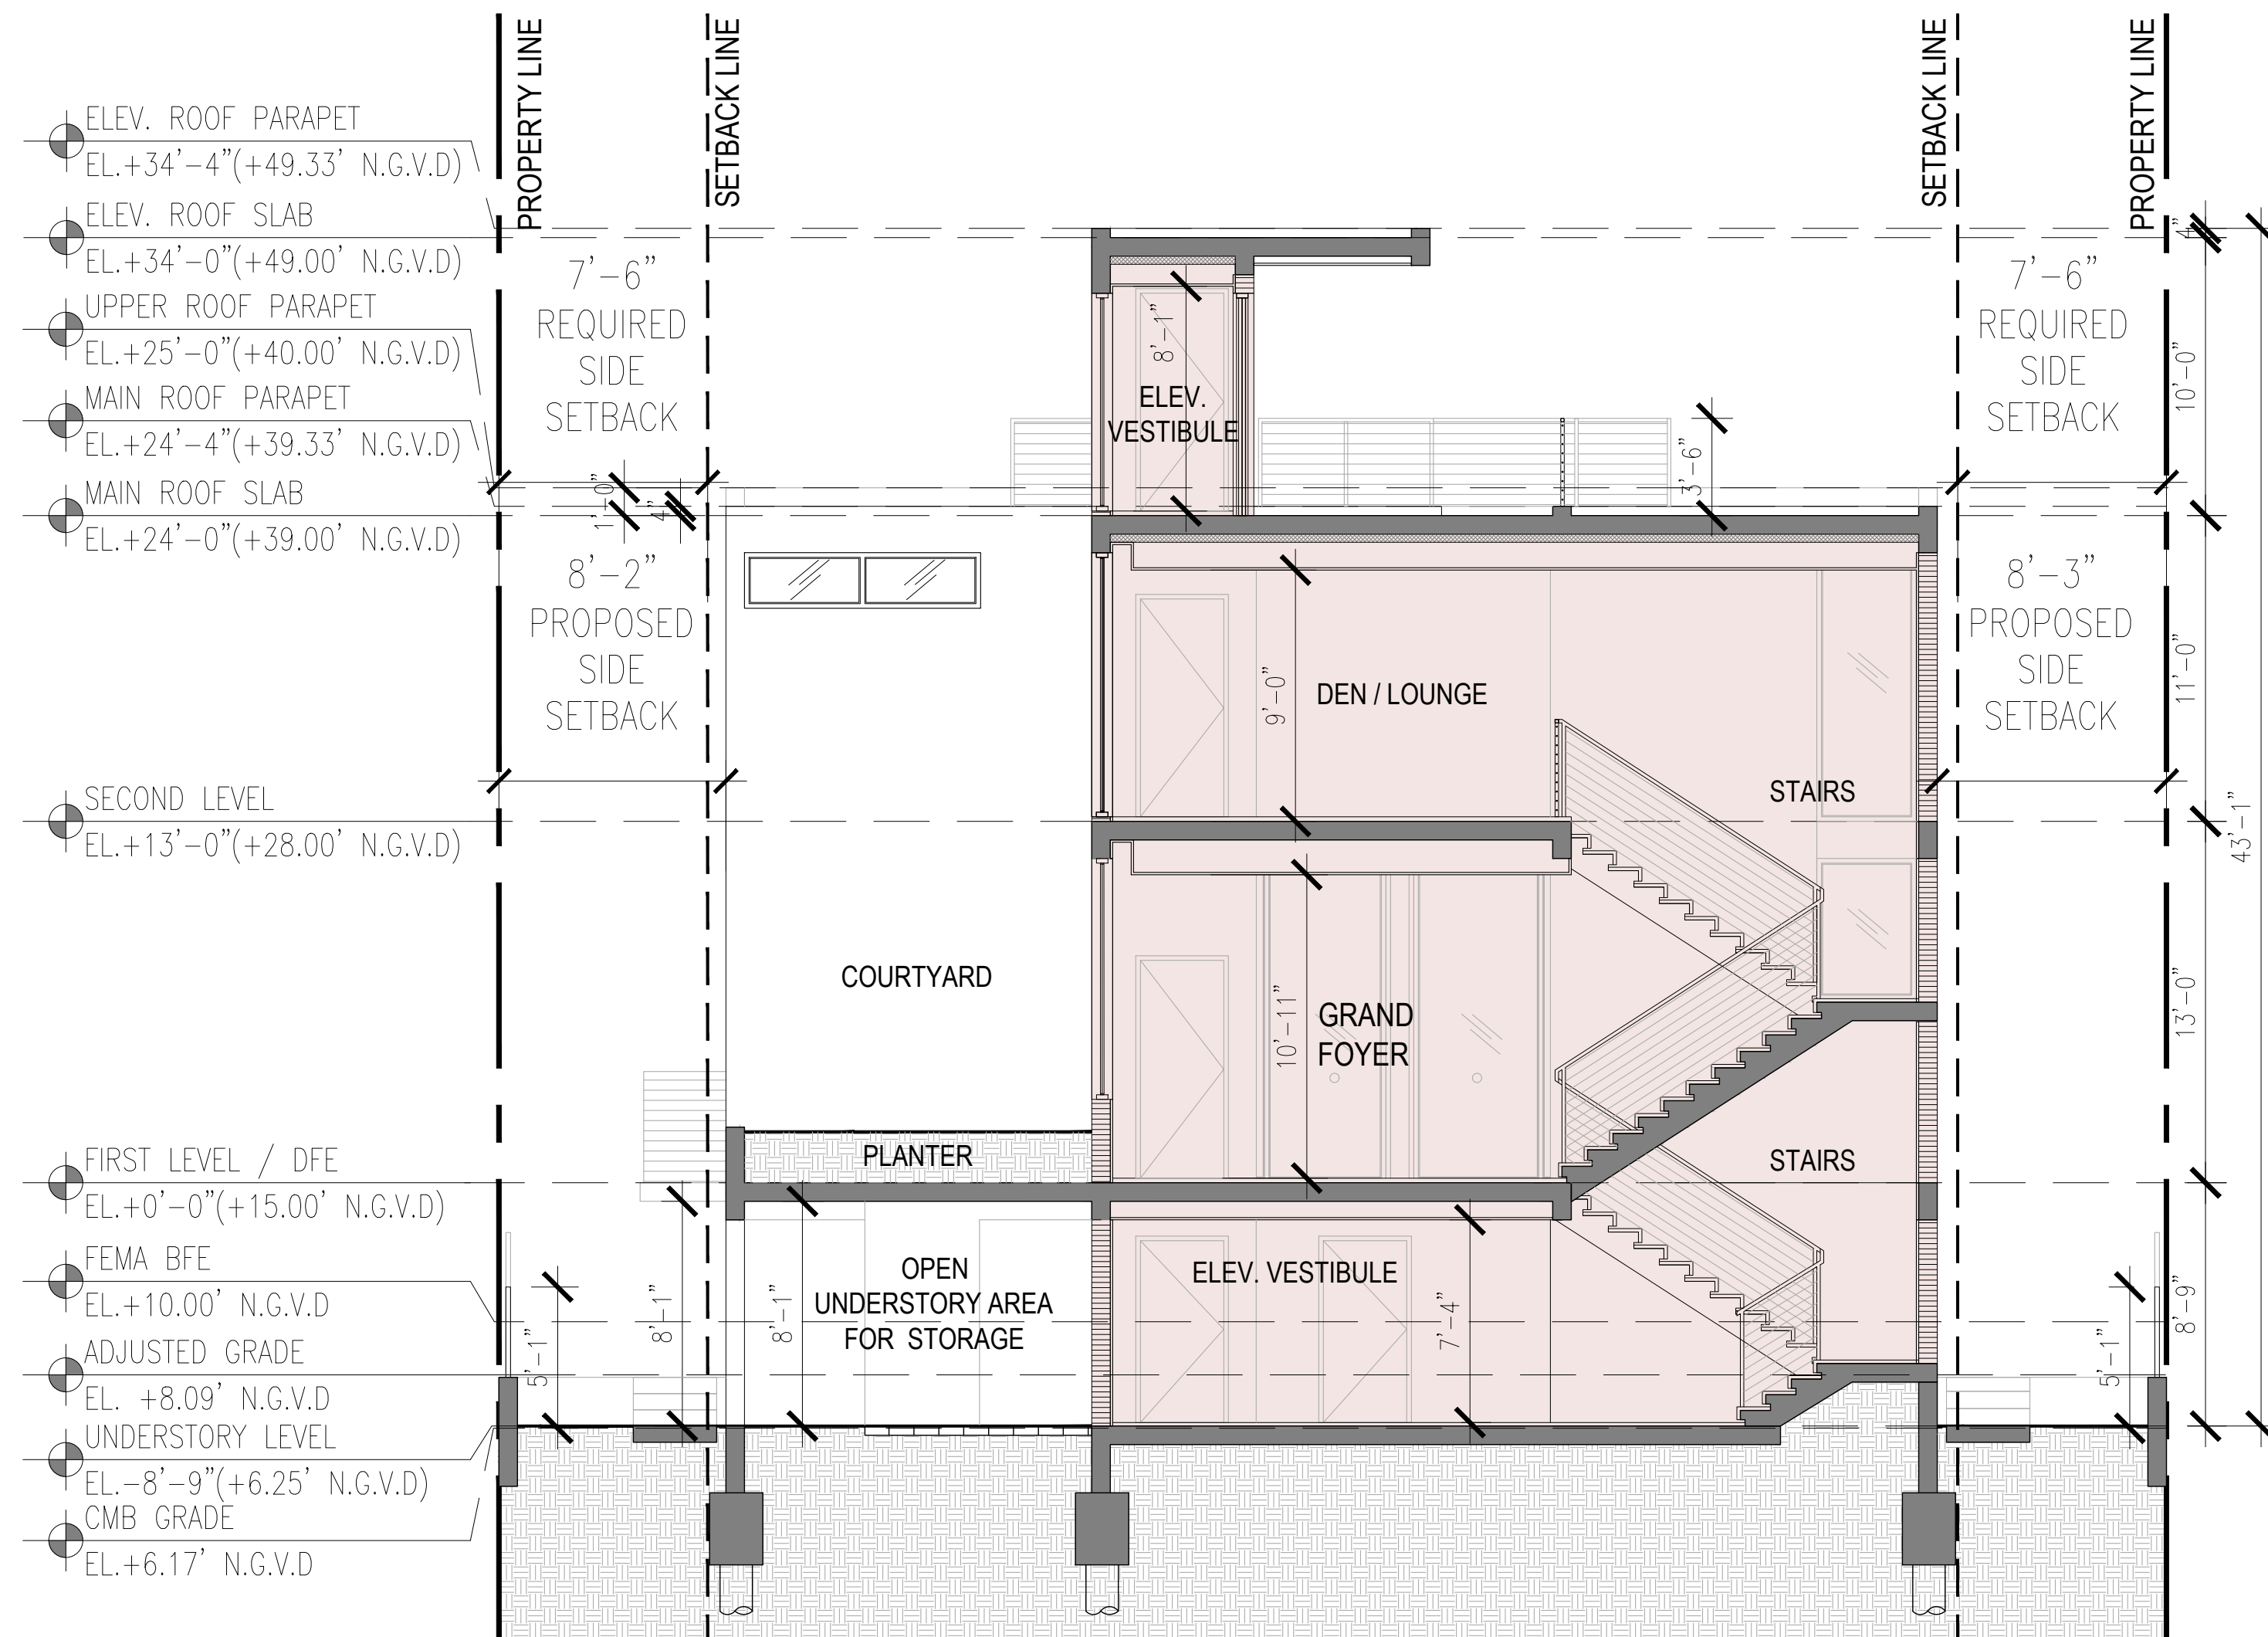 PROPERTY LINE
SETBACK LINE
SETBACK LINE
PROPERTY LINE
ELEV. ROOF PARAPET
EL.+34'-4"(+49.33' N.G.V.D)
ELEV. ROOF SLAB
EL.+34'-0"(+49.00' N.G.V.D)
UPPER ROOF PARAPET
EL.+25'-0"(+40.00' N.G.V.D)
MAIN ROOF PARAPET
EL.+24'-4"(+39.33' N.G.V.D)
MAIN ROOF SLAB
EL.+24'-0"(+39.00' N.G.V.D)
SECOND LEVEL
EL.+13'-0"(+28.00' N.G.V.D)
FIRST LEVEL / DFE
EL.+0'-0"(+15.00' N.G.V.D)
FEMA BFE
EL.+10.00' N.G.V.D
ADJUSTED GRADE
EL. +8.09' N.G.V.D
UNDERSTORY LEVEL
EL.-8'-9"(+6.25' N.G.V.D)
CMB GRADE
EL.+6.17' N.G.V.D
7'-6"
REQUIRED
SIDE
SETBACK
1'-0"
4"
8'-2"
PROPOSED
SIDE
SETBACK
8'-1"
ELEV.
VESTIBULE
3'-6"
9'-0"
DEN / LOUNGE
STAIRS
COURTYARD
10'-11"
GRAND
FOYER
PLANTER
STAIRS
5'-1"
8'-1"
8'-1"
OPEN
UNDERSTORY AREA
FOR STORAGE
ELEV. VESTIBULE
7'-4"
7'-6"
REQUIRED
SIDE
SETBACK
8'-3"
PROPOSED
SIDE
SETBACK
4"
10'-0"
11'-0"
13'-0"
8'-9"
5'-1"
43'-1"